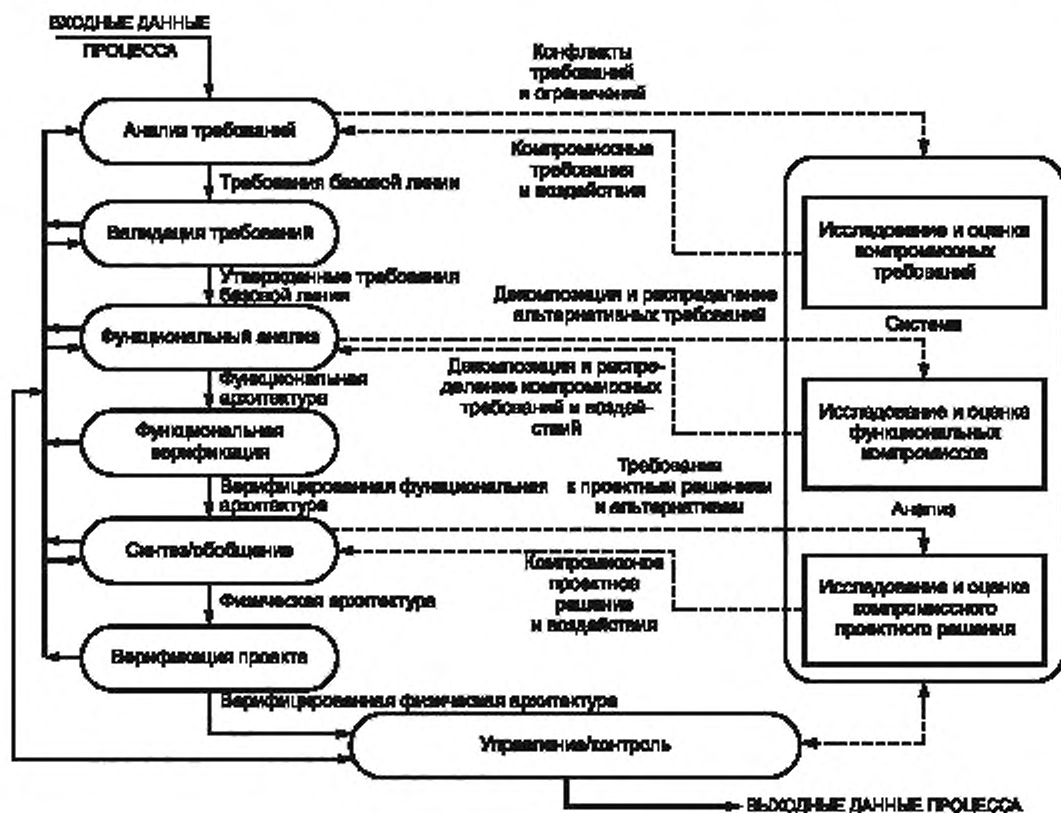 ВХОДНЫЕ ДАННЫЕ
ПРОЦЕССА
Конфликты
требований
и ограничений
Анализ требований
Компромиссные
требования
и воздействия
Требования базовой линии
Валидация требований
Исследование и оценка
компромиссных
требований
Утвержденные требования
базовой линия
Декомпозиция и распределение
альтернативных требований
Система
Функциональный анализ
Функциональная
архитектура
Декомпозиция и распре-
деление компромиссных
требований и воздей-
ствий
Исследование и оценка
функциональных
компромиссов
Функциональная
верификация
Верифицированная функциональная
архитектура
Требования
к проектным решениям
и альтернативам
Анализ
Синтез/обобщение
Компромиссное
проектное
решение
и воздействия
Исследование и оценка
компромиссного
проектного решения
Физическая архитектура
Верификация проекта
Верифицированная физическая архитектура
Управление/контроль
ВЫХОДНЫЕ ДАННЫЕ ПРОЦЕССА